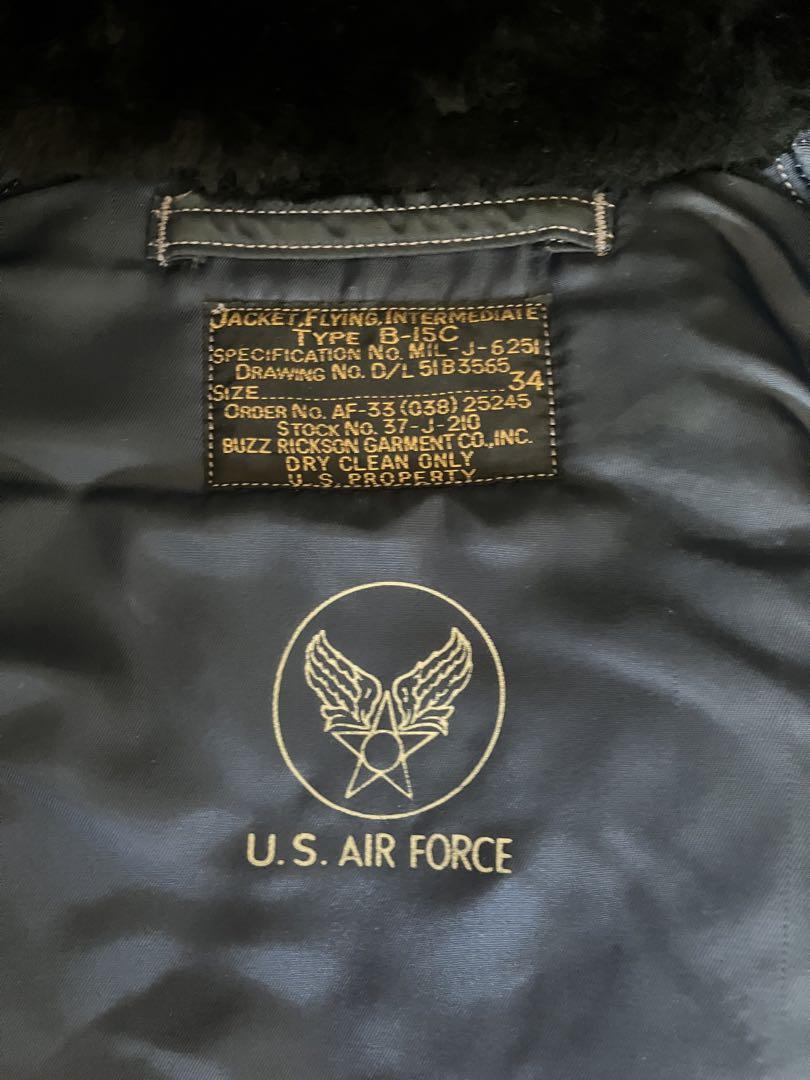 JACKET, FLYING, INTERMEDIATE
TYPE B-15C
SPECIFICATION No. MIL-J-6251
DRAWING No. D/L 51B3565
SIZE 34
ORDER No. AF-33 (038) 25245
STOCK No. 37-J-210
BUZZ RICKSON GARMENT CO., INC.
DRY CLEAN ONLY
U.S. PROPERTY
U.S. AIR FORCE